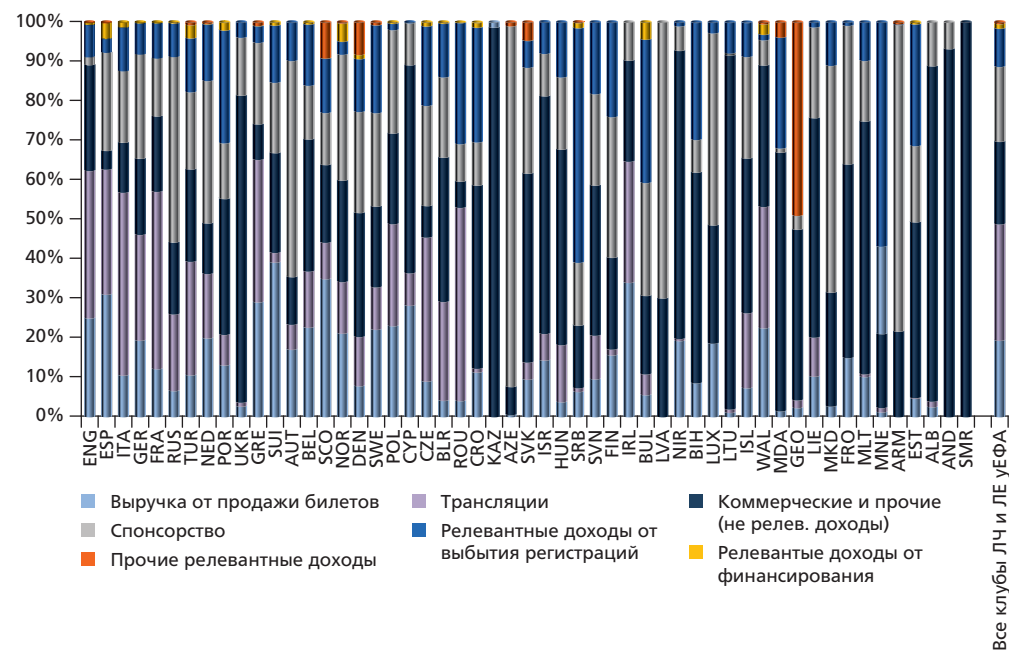 100%
90%
80%
70%
60%
50%
40%
30%
20%
10%
0%
ENG
ESP
ITA
GER
FRA
RUS
TUR
NED
POR
UKR
GRE
SUI
AUT
BEL
SCO
NOR
DEN
SWE
POL
CYP
CZE
BLR
ROU
CRO
KAZ
AZE
SVK
ISR
HUN
SRB
SVN
FIN
IRL
BUL
LVA
NIR
BIH
LUX
LTU
ISL
WAL
MDA
GEO
LIE
MKD
FRO
MLT
MNE
ARM
EST
ALB
AND
SMR
Все клубы ЛЧ и ЛЕ уЕФА
Выручка от продажи билетов
Спонсорство
Прочие релевантные доходы
Трансляции
Релевантные доходы от
выбытия регистраций
Коммерческие и прочие
(не релев. доходы)
Релевантые доходы от
финансирования